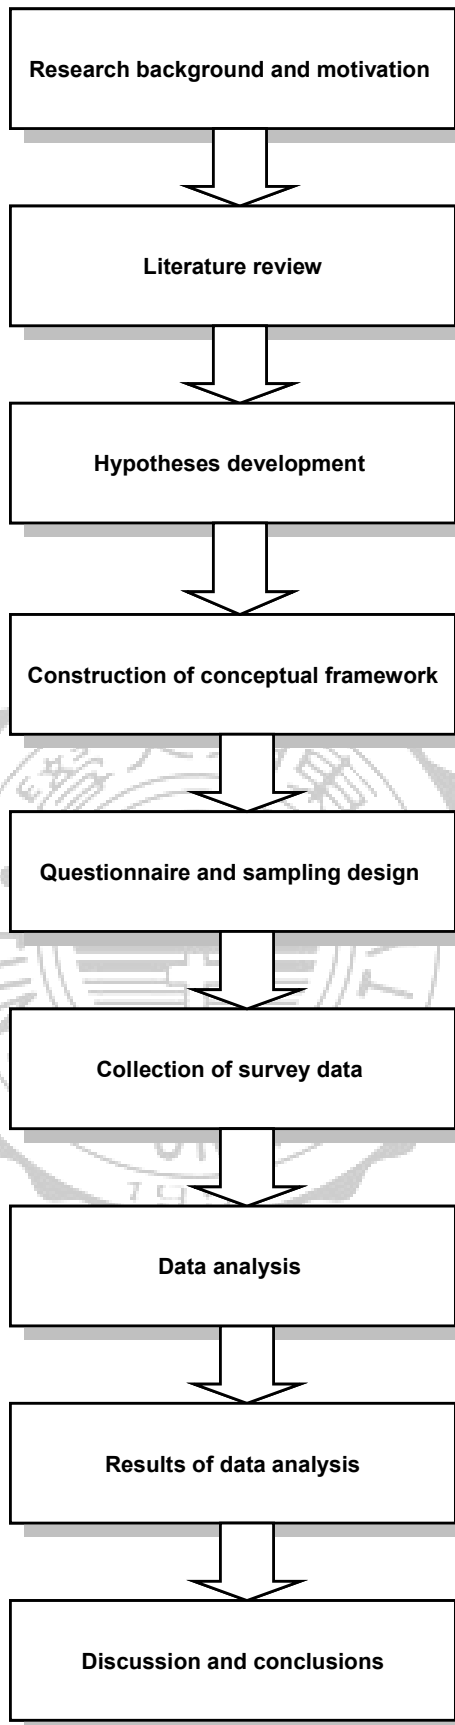 Research background and motivation
Literature review
Hypotheses development
Construction of conceptual framework
Questionnaire and sampling design
Collection of survey data
Data analysis
Results of data analysis
Discussion and conclusions